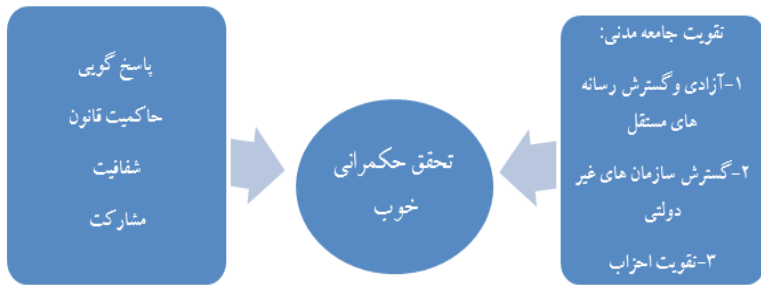 تقویت جامعه مدنی:
۱-آزادی و گسترش رسانه
های مستقل
۲-گسترش سازمان های غیر
دولتی
۳-تقویت احزاب
تحقق حکمرانی
خوب
پاسخ گویی
حاکمیت قانون
شفافیت
مشارکت